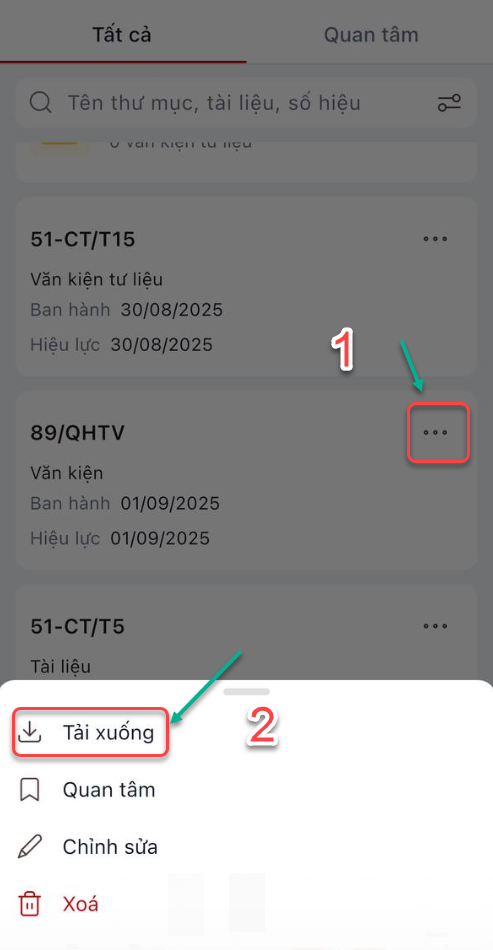 Tất cả
Quan tâm
Tên thư mục, tài liệu, số hiệu
0 văn kiện tư liệu
51-CT/T15
Văn kiện tư liệu
Ban hành 30/08/2025
Hiệu lực 30/08/2025
1
89/QHTV
Văn kiện
Ban hành 01/09/2025
Hiệu lực 01/09/2025
51-CT/T5
Tài liệu
2
Tải xuống
Quan tâm
Chỉnh sửa
Xoá